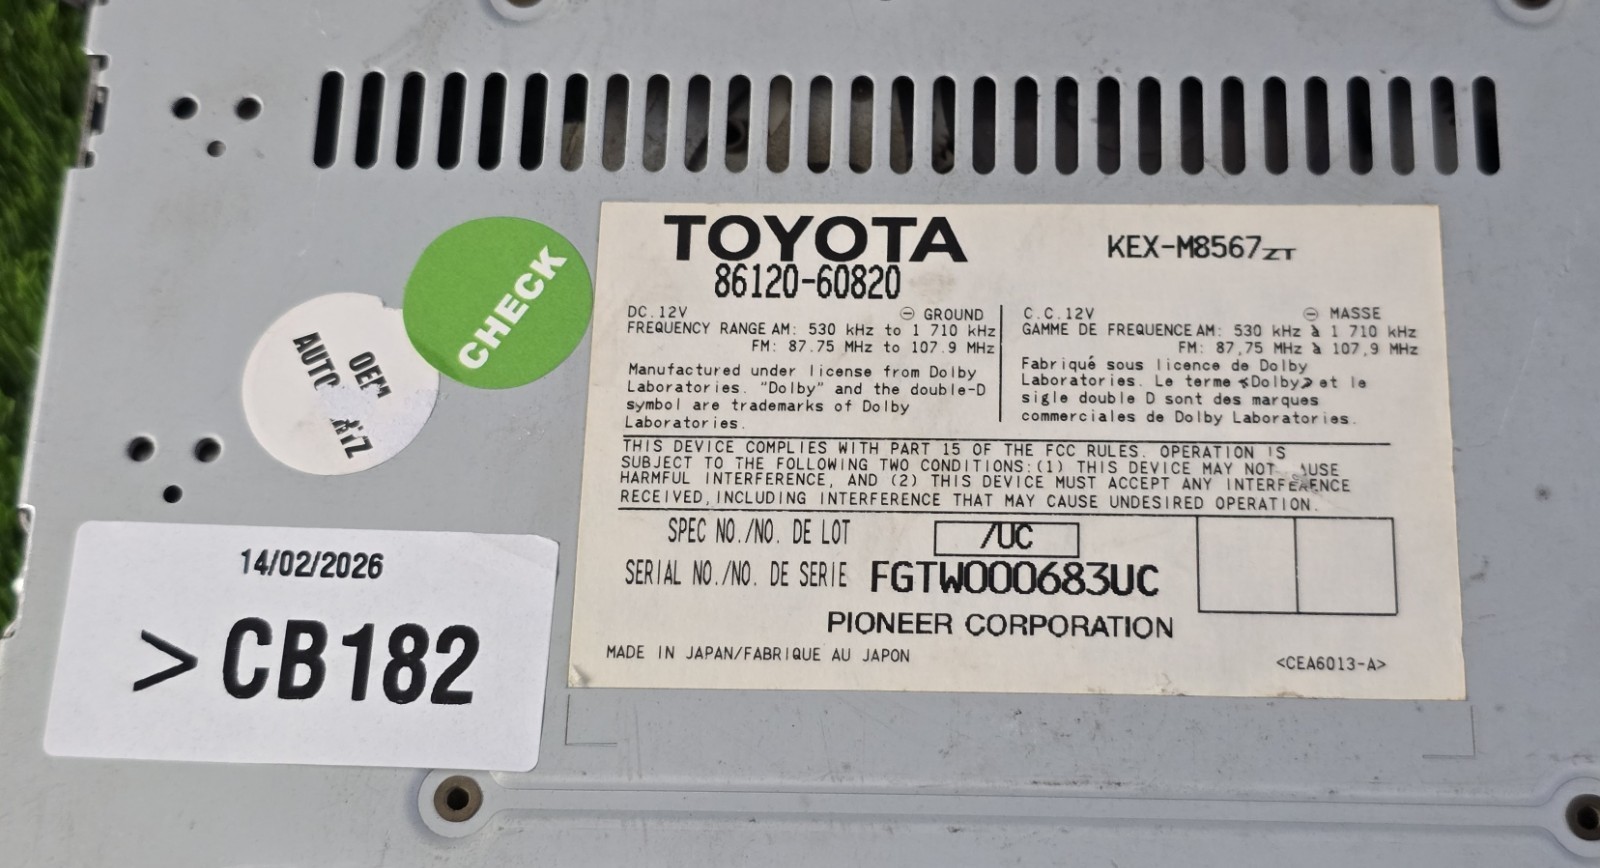 TOYOTA
86120-60820
KEX-M8567ZT
DC.12V ⊖ GROUND
FREQUENCY RANGE AM: 530 kHz to 1 710 kHz
FM: 87.75 MHz to 107.9 MHz
Manufactured under license from Dolby
Laboratories. "Dolby" and the double-D
symbol are trademarks of Dolby
Laboratories.
C.C.12V ⊖ MASSE
GAMME DE FREQUENCE AM: 530 kHz à 1 710 kHz
FM: 87,75 MHz à 107,9 MHz
Fabriqué sous licence de Dolby
Laboratories. Le terme «Dolby» et le
sigle double D sont des marques
commerciales de Dolby Laboratories.
THIS DEVICE COMPLIES WITH PART 15 OF THE FCC RULES. OPERATION IS
SUBJECT TO THE FOLLOWING TWO CONDITIONS:(1) THIS DEVICE MAY NOT
HARMFUL INTERFERENCE, AND (2) THIS DEVICE MUST ACCEPT ANY INTERFERENCE
RECEIVED, INCLUDING INTERFERENCE THAT MAY CAUSE UNDESIRED OPERATION.
SPEC NO./NO. DE LOT /UC
SERIAL NO./NO. DE SERIE FGTW000683UC
PIONEER CORPORATION
MADE IN JAPAN/FABRIQUE AU JAPON <CEA6013-A>
CHECK
OEM
AUTO
14/02/2026
>CB182